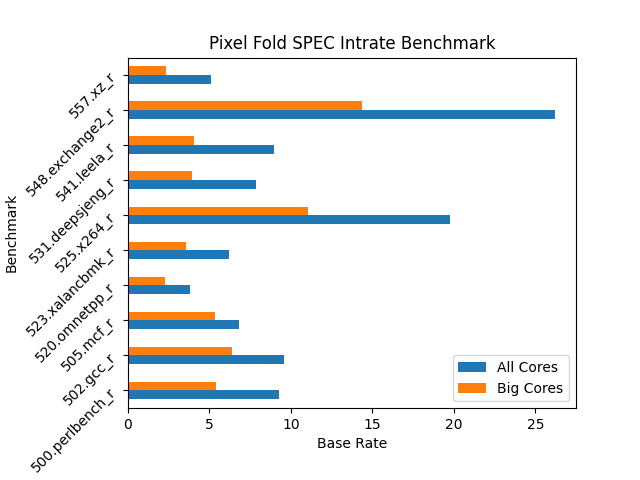 Pixel Fold SPEC Intrate Benchmark
Benchmark
557.xz_r
548.exchange2_r
541.leela_r
531.deepsjeng_r
525.x264_r
523.xalancbmk_r
520.omnetpp_r
505.mcf_r
502.gcc_r
500.perlbench_r
All Cores
Big Cores
0 5 10 15 20 25
Base Rate